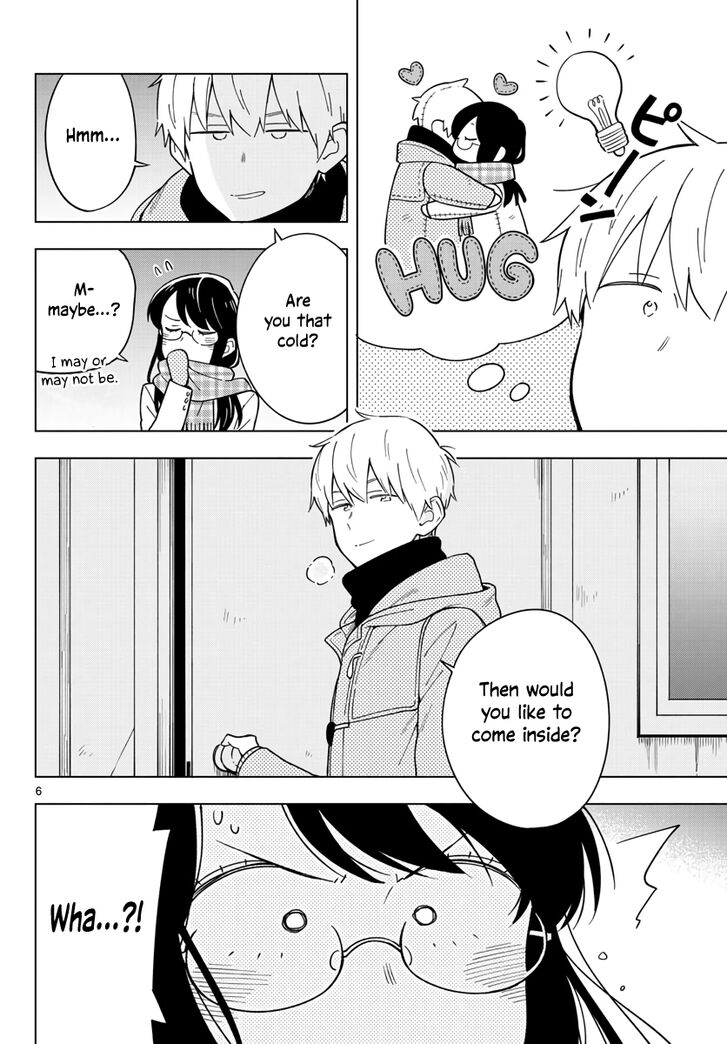 ピーン!
HUG
Hmm...
Are
you that
cold?
M-
maybe...?
I may or
may not be.
Then would
you like to
come inside?
6
Wha...?!